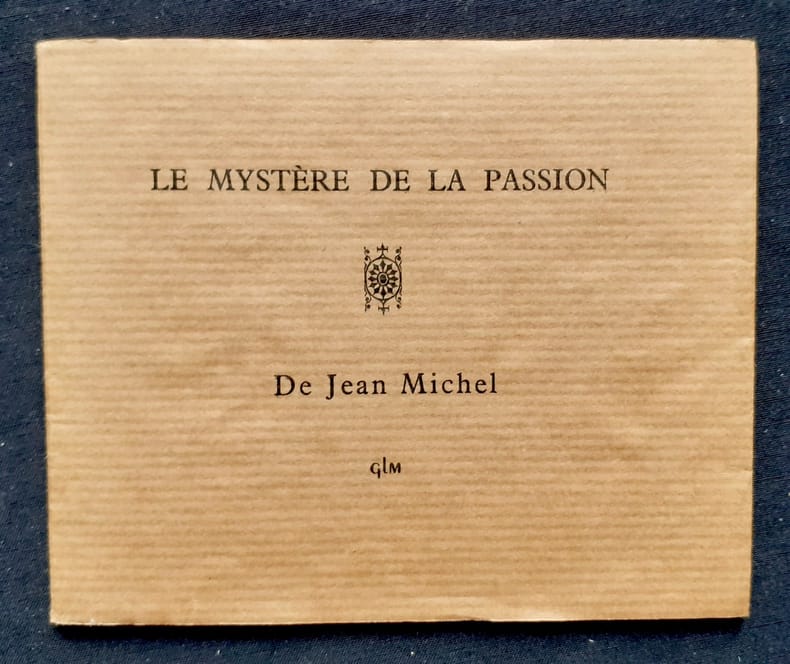 LE MYSTÈRE DE LA PASSION
De Jean Michel
GLM